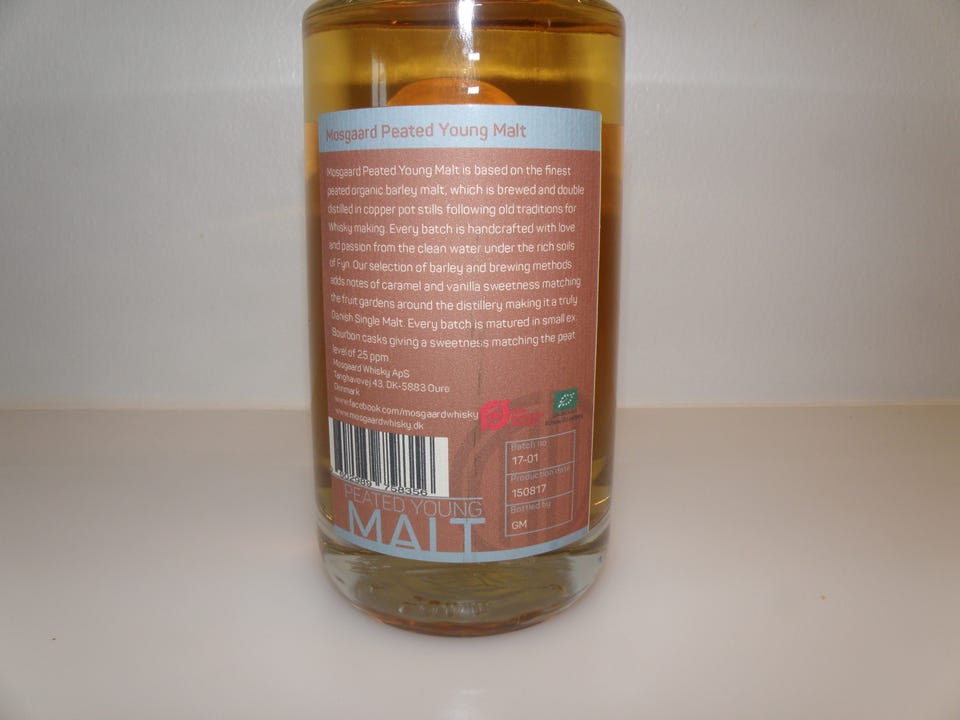 Mosgaard Peated Young Malt
Mosgaard Peated Young Malt is based on the finest
peated organic barley malt, which is brewed and double
distilled in copper pot stills following old traditions for
Whisky making. Every batch is handcrafted with love
and passion from the clean water under the rich soils
of Fyn. Our selection of barley and brewing methods
adds notes of caramel and vanilla sweetness matching
the fruit gardens around the distillery making it a truly
Danish Single Malt. Every batch is matured in small ex.
Bourbon casks giving a sweetness matching the peat
level of 25 ppm.
Mosgaard Whisky ApS
Tanghavevej 43, DK-5883 Oure
Denmark
www.facebook.com/mosgaardwhisky
www.mosgaardwhisky.dk
758356
PEATED YOUNG
MALT
Batch no
17-01
Production date
150817
Bottled by
GM